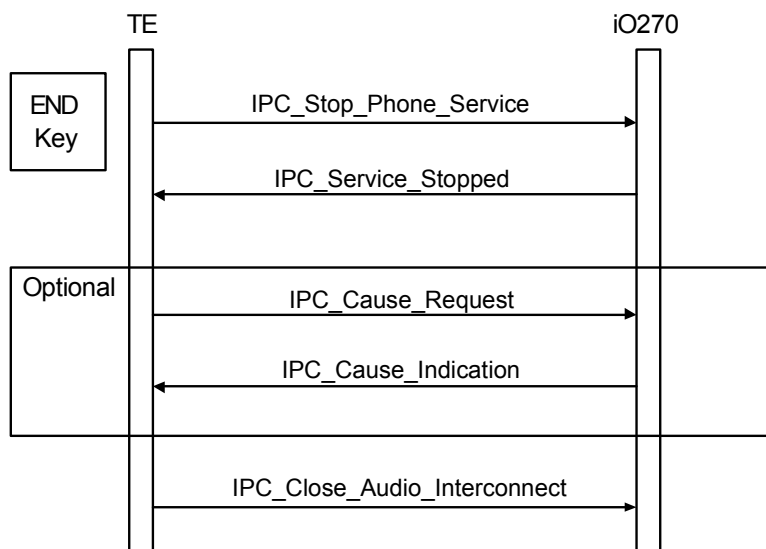 TE
iO270
END
Key
IPC_Stop_Phone_Service
IPC_Service_Stopped
Optional
IPC_Cause_Request
IPC_Cause_Indication
IPC_Close_Audio_Interconnect